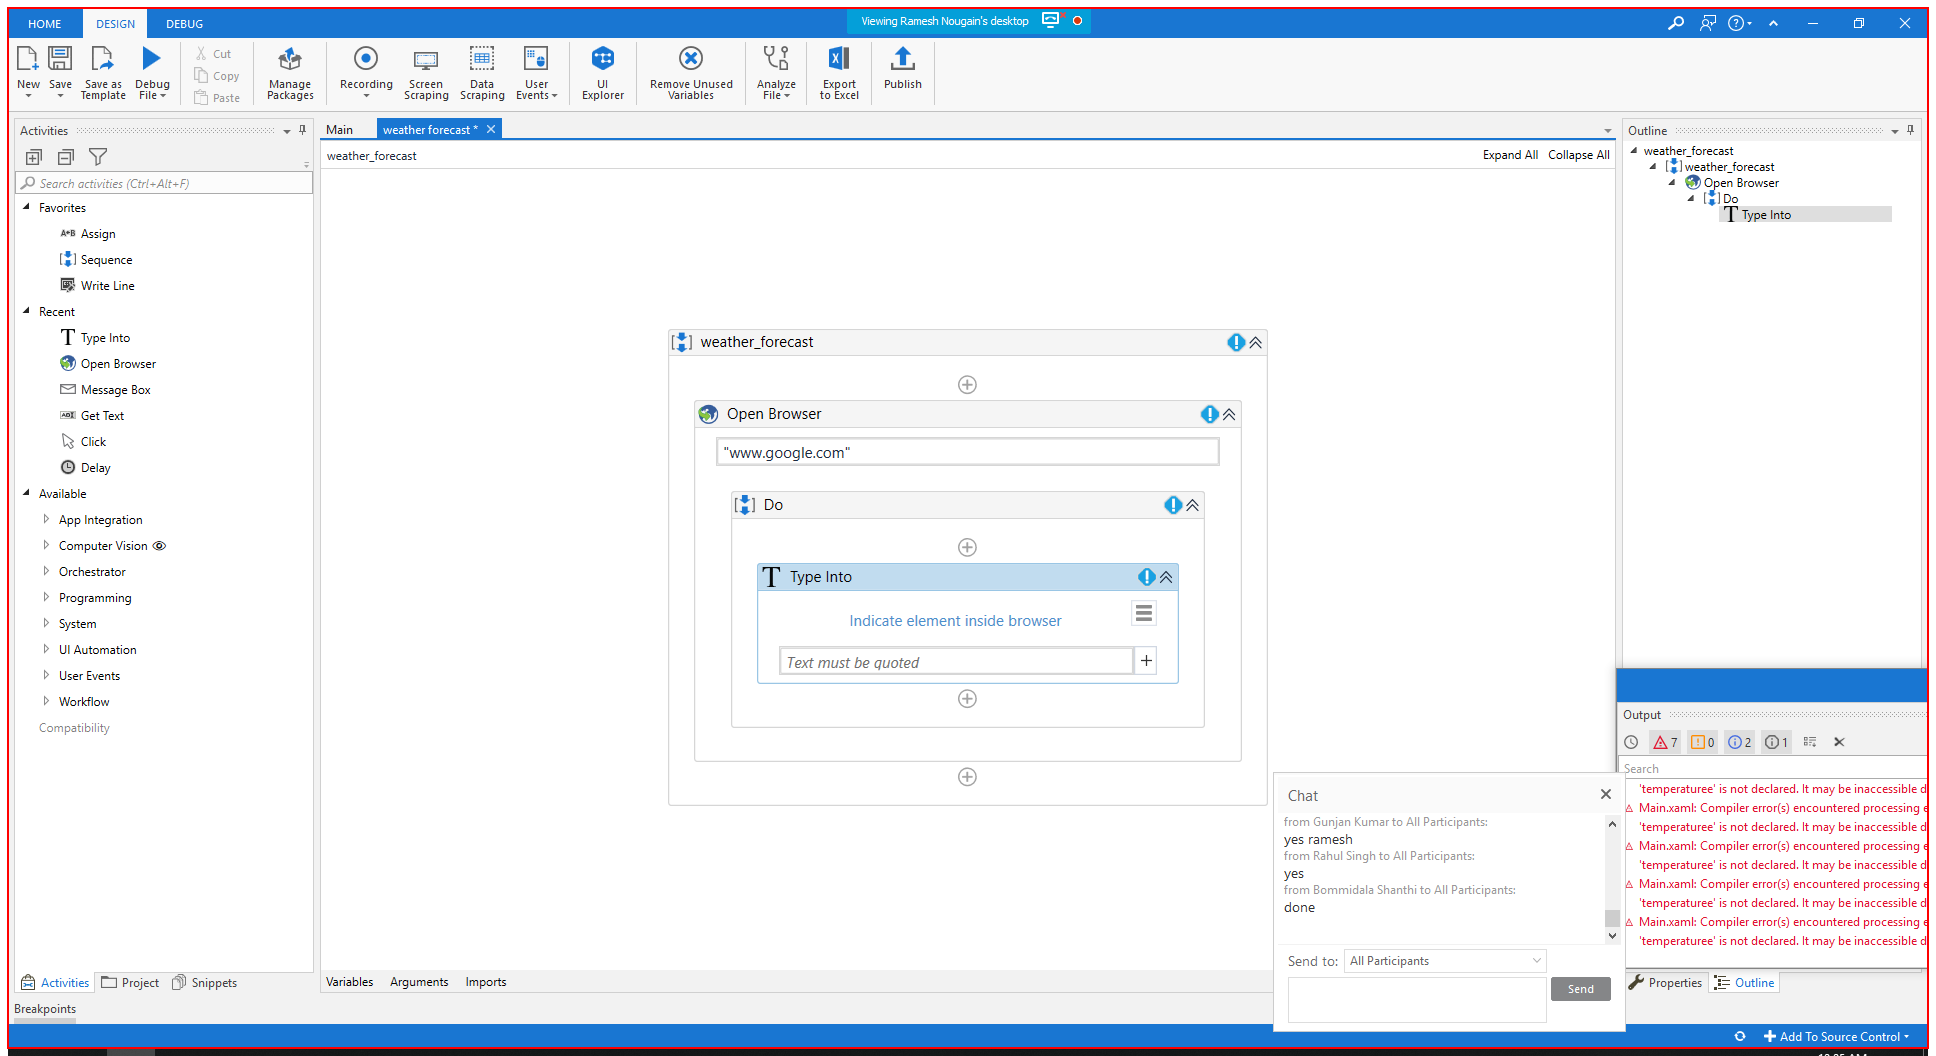 HOME DESIGN DEBUG
Viewing Ramesh Nougain's desktop
New Save Save as Template Debug File
Cut
Copy
Paste
Manage Packages
Recording
Screen Scraping
Data Scraping
User Events
UI Explorer
Remove Unused Variables
Analyze File
Export to Excel
Publish
Activities
Search activities (Ctrl+Alt+F)
Favorites
Assign
Sequence
Write Line
Recent
Type Into
Open Browser
Message Box
Get Text
Click
Delay
Available
App Integration
Computer Vision
Orchestrator
Programming
System
UI Automation
User Events
Workflow
Compatibility
Activities Project Snippets
Breakpoints
Main weather forecast *
weather_forecast
Expand All Collapse All
weather_forecast
Open Browser
"www.google.com"
Do
Type Into
Indicate element inside browser
Text must be quoted
Variables Arguments Imports
Outline
weather_forecast
weather_forecast
Open Browser
Do
Type Into
Output
7 0 2 1
Search
'temperaturee' is not declared. It may be inaccessible d
Main.xaml: Compiler error(s) encountered processing e
'temperaturee' is not declared. It may be inaccessible d
Main.xaml: Compiler error(s) encountered processing e
'temperaturee' is not declared. It may be inaccessible d
Main.xaml: Compiler error(s) encountered processing e
'temperaturee' is not declared. It may be inaccessible d
Main.xaml: Compiler error(s) encountered processing e
'temperaturee' is not declared. It may be inaccessible d
Chat
from Gunjan Kumar to All Participants:
yes ramesh
from Rahul Singh to All Participants:
yes
from Bommidala Shanthi to All Participants:
done
Send to: All Participants
Send
Properties Outline
Add To Source Control